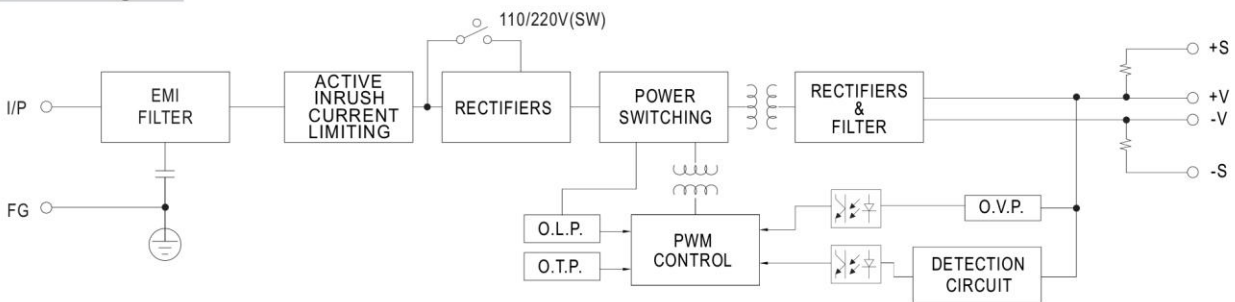 110/220V(SW)
+S
I/P
EMI
FILTER
ACTIVE
INRUSH
CURRENT
LIMITING
RECTIFIERS
POWER
SWITCHING
RECTIFIERS
&
FILTER
+V
-V
-S
FG
O.L.P.
O.T.P.
PWM
CONTROL
O.V.P.
DETECTION
CIRCUIT